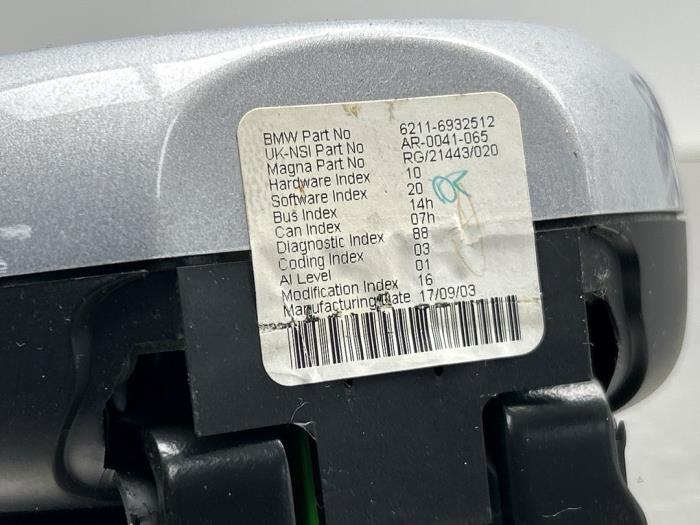 BMW Part No 6211-6932512
UK-NSI Part No AR-0041-065
Magna Part No RG/21443/020
Hardware Index 10
Software Index 20
Bus Index 14h
Can Index 07h
Diagnostic Index 88
Coding Index 03
AI Level 01
Modification Index 16
Manufacturing Date 17/09/03